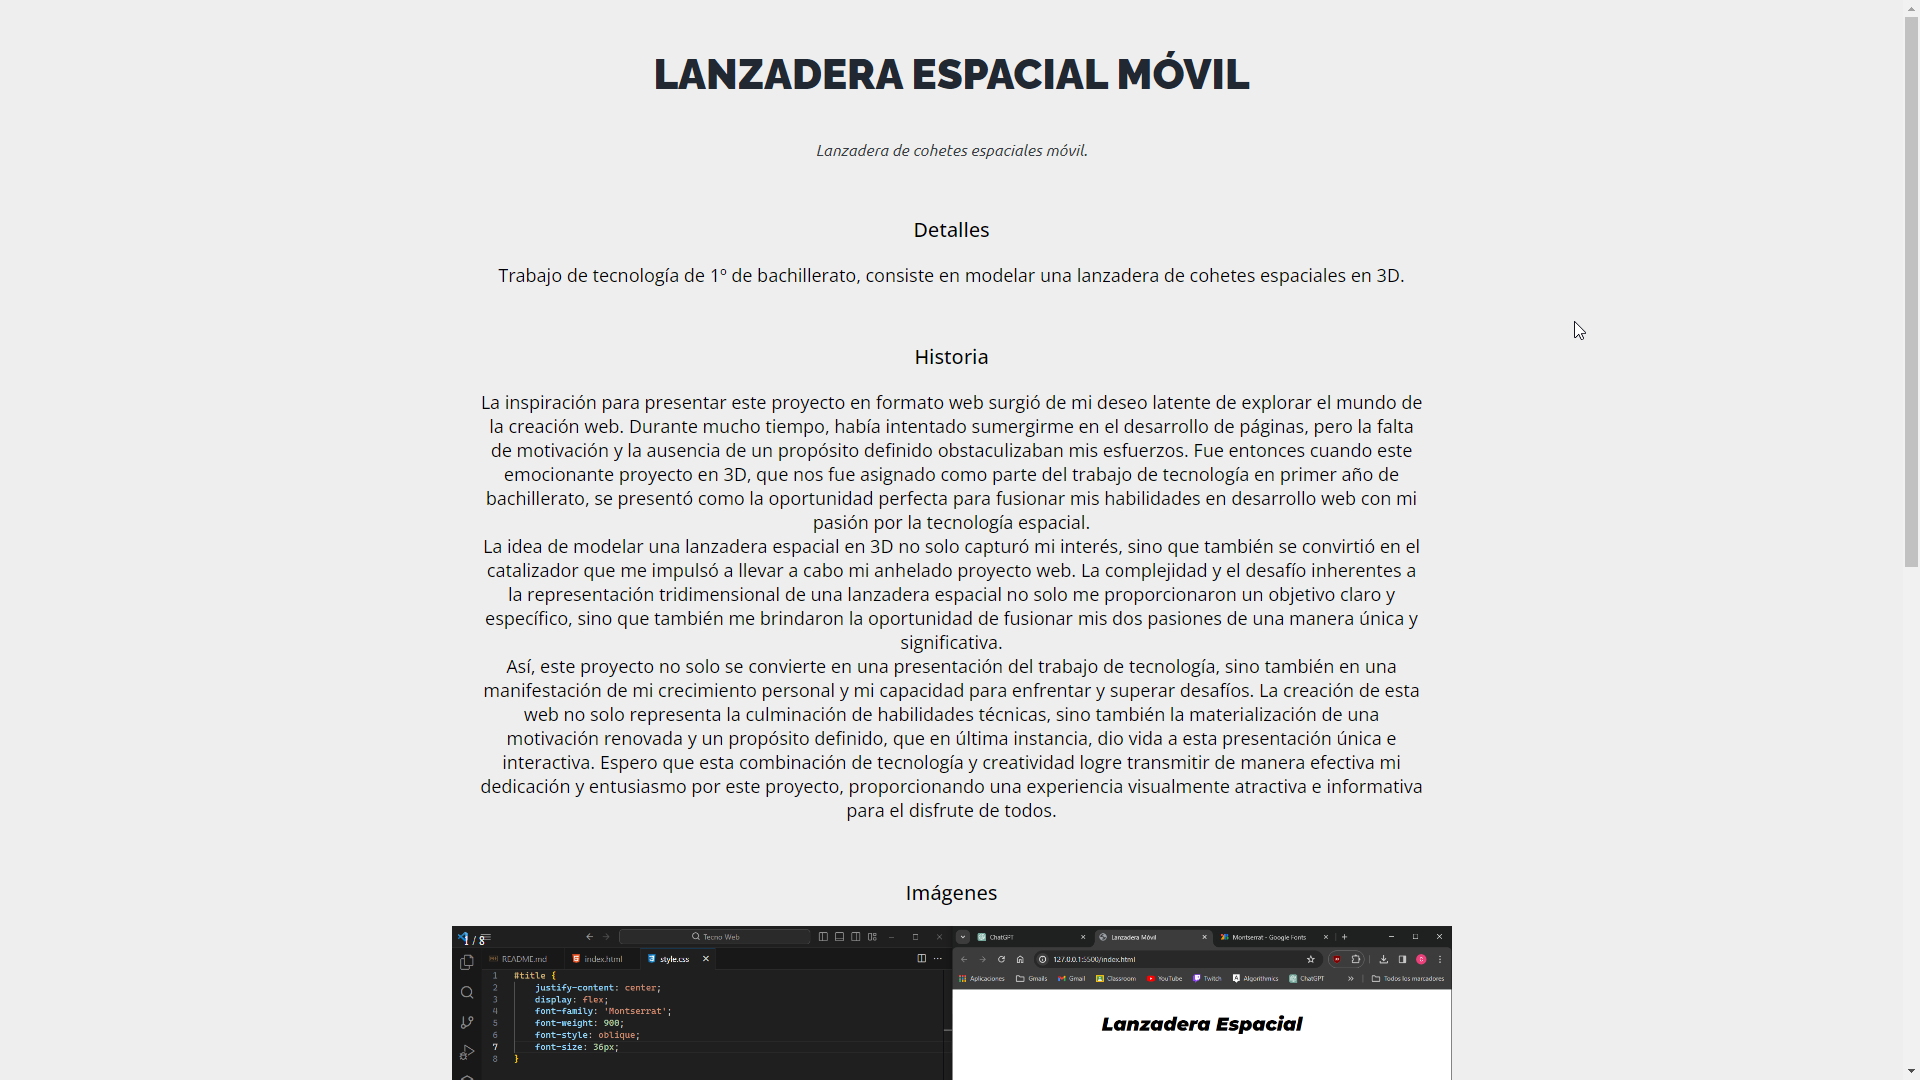 LANZADERA ESPACIAL MÓVIL
Lanzadera de cohetes espaciales móvil.
Detalles
Trabajo de tecnología de 1º de bachillerato, consiste en modelar una lanzadera de cohetes espaciales en 3D.
Historia
La inspiración para presentar este proyecto en formato web surgió de mi deseo latente de explorar el mundo de
la creación web. Durante mucho tiempo, había intentado sumergirme en el desarrollo de páginas, pero la falta
de motivación y la ausencia de un propósito definido obstaculizaban mis esfuerzos. Fue entonces cuando este
emocionante proyecto en 3D, que nos fue asignado como parte del trabajo de tecnología en primer año de
bachillerato, se presentó como la oportunidad perfecta para fusionar mis habilidades en desarrollo web con mi
pasión por la tecnología espacial.
La idea de modelar una lanzadera espacial en 3D no solo capturó mi interés, sino que también se convirtió en el
catalizador que me impulsó a llevar a cabo mi anhelado proyecto web. La complejidad y el desafío inherentes a
la representación tridimensional de una lanzadera espacial no solo me proporcionaron un objetivo claro y
específico, sino que también me brindaron la oportunidad de fusionar mis dos pasiones de una manera única y
significativa.
Así, este proyecto no solo se convierte en una presentación del trabajo de tecnología, sino también en una
manifestación de mi crecimiento personal y mi capacidad para enfrentar y superar desafíos. La creación de esta
web no solo representa la culminación de habilidades técnicas, sino también la materialización de una
motivación renovada y un propósito definido, que en última instancia, dio vida a esta presentación única e
interactiva. Espero que esta combinación de tecnología y creatividad logre transmitir de manera efectiva mi
dedicación y entusiasmo por este proyecto, proporcionando una experiencia visualmente atractiva e informativa
para el disfrute de todos.
Imágenes
1 / 8
Tecno Web
README.md index.html style.css
1 #title {
2 justify-content: center;
3 display: flex;
4 font-family: 'Montserrat';
5 font-weight: 900;
6 font-style: oblique;
7 font-size: 36px;
8 }
ChatGPT Lanzadera Móvil Montserrat - Google Fonts
127.0.0.1:5500/index.html
Aplicaciones Gmails Gmail Classroom YouTube Twitch Algorithmics ChatGPT » Todos los marcadores
Lanzadera Espacial